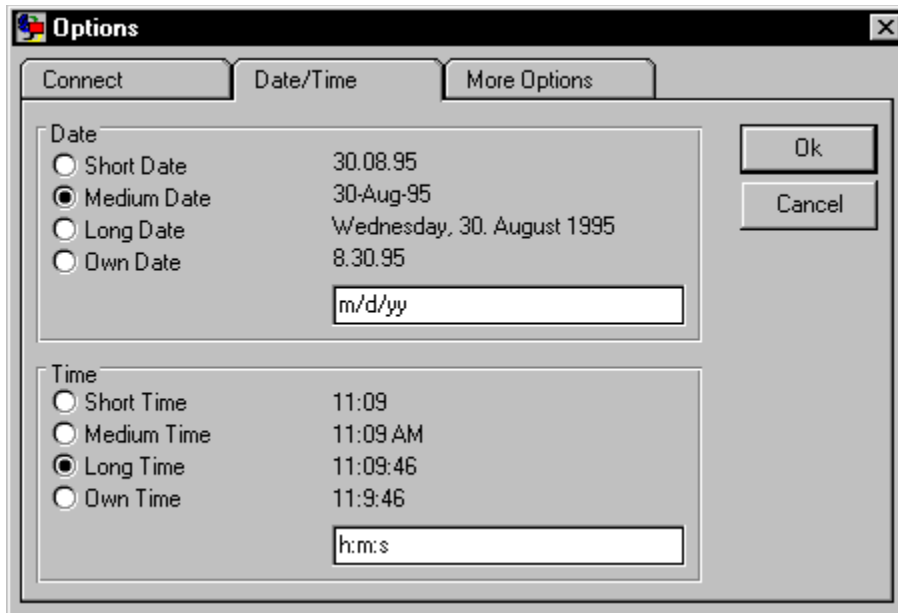 Options
Connect Date/Time More Options
Date
Short Date 30.08.95
Medium Date 30-Aug-95
Long Date Wednesday, 30. August 1995
Own Date 8.30.95
m/d/yy
Ok
Cancel
Time
Short Time 11:09
Medium Time 11:09 AM
Long Time 11:09:46
Own Time 11:9:46
h:m:s